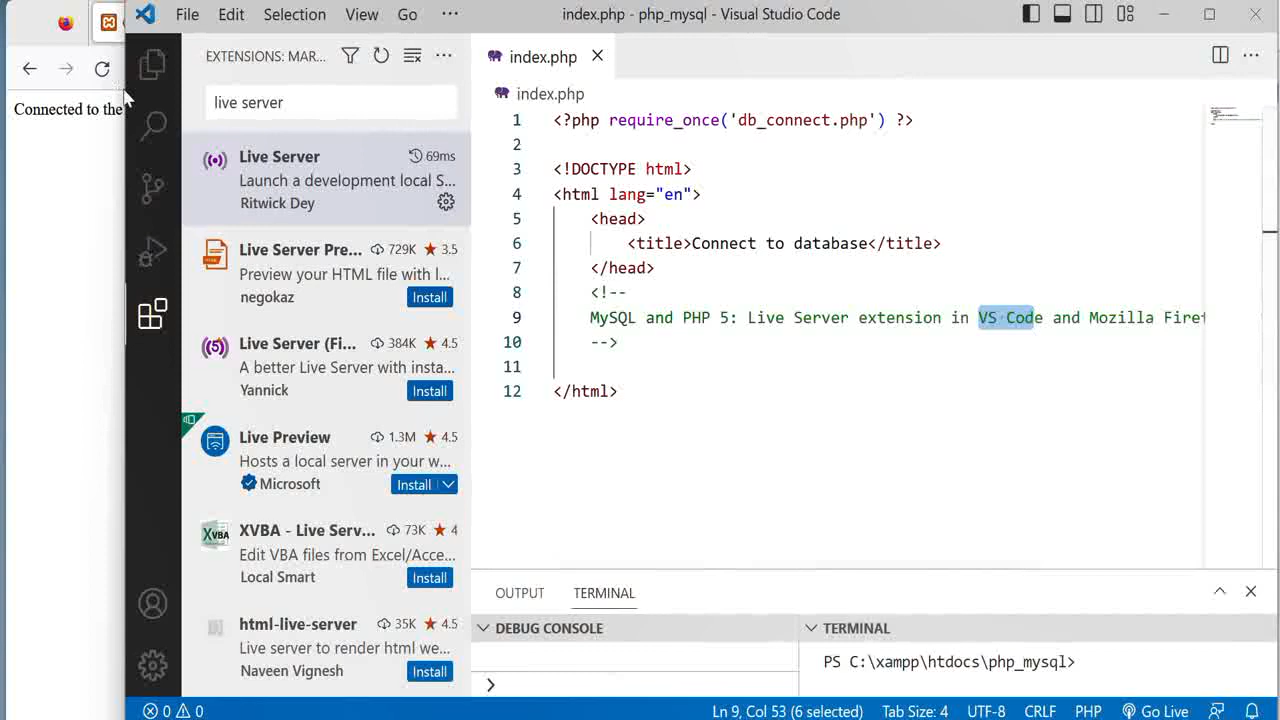 File Edit Selection View Go ··· index.php - php_mysql - Visual Studio Code
Connected to the
EXTENSIONS: MAR...
live server
Live Server 69ms
Launch a development local S...
Ritwick Dey
Live Server Pre... 729K ★ 3.5
Preview your HTML file with l...
negokaz Install
Live Server (Fi... 384K ★ 4.5
A better Live Server with insta...
Yannick Install
Live Preview 1.3M ★ 4.5
Hosts a local server in your w...
Microsoft Install
XVBA - Live Serv... 73K ★ 4
Edit VBA files from Excel/Acce...
Local Smart Install
html-live-server 35K ★ 4.5
Live server to render html we...
Naveen Vignesh Install
index.php
index.php
1 <?php require_once('db_connect.php') ?>
2
3 <!DOCTYPE html>
4 <html lang="en">
5 <head>
6 <title>Connect to database</title>
7 </head>
8 <!--
9 MySQL and PHP 5: Live Server extension in VS Code and Mozilla Firef
10 -->
11
12 </html>
OUTPUT TERMINAL
DEBUG CONSOLE
TERMINAL
PS C:\xampp\htdocs\php_mysql>
0 0 Ln 9, Col 53 (6 selected) Tab Size: 4 UTF-8 CRLF PHP Go Live